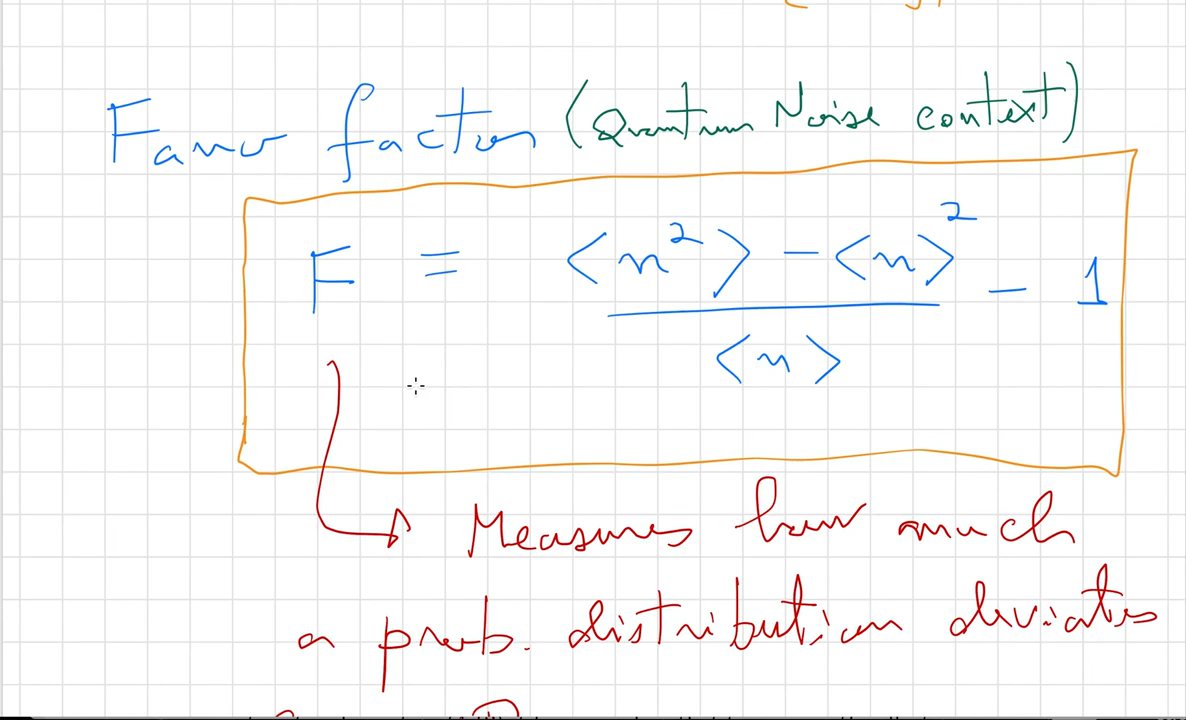 Fano factor (Quantum Noise context)
F = <n²> - <n>² / <n> - 1
Measures how much
a prob. distribution deviates